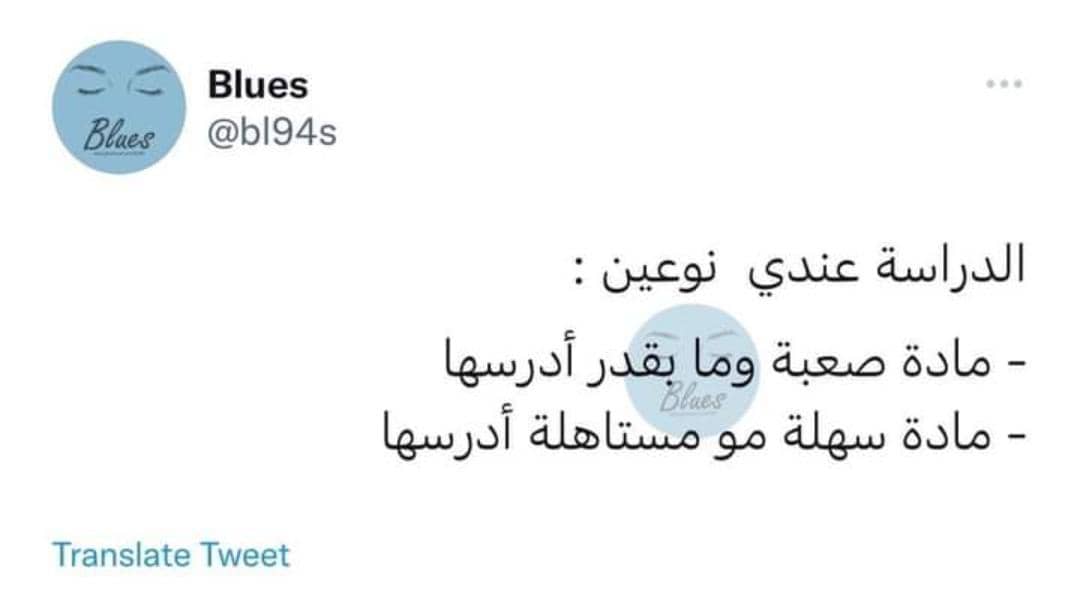 Blues
@bl94s
Blues
الدراسة عندي نوعين :
- مادة صعبة وما بقدر أدرسها
Blues
- مادة سهلة مو مستاهلة أدرسها
Translate Tweet